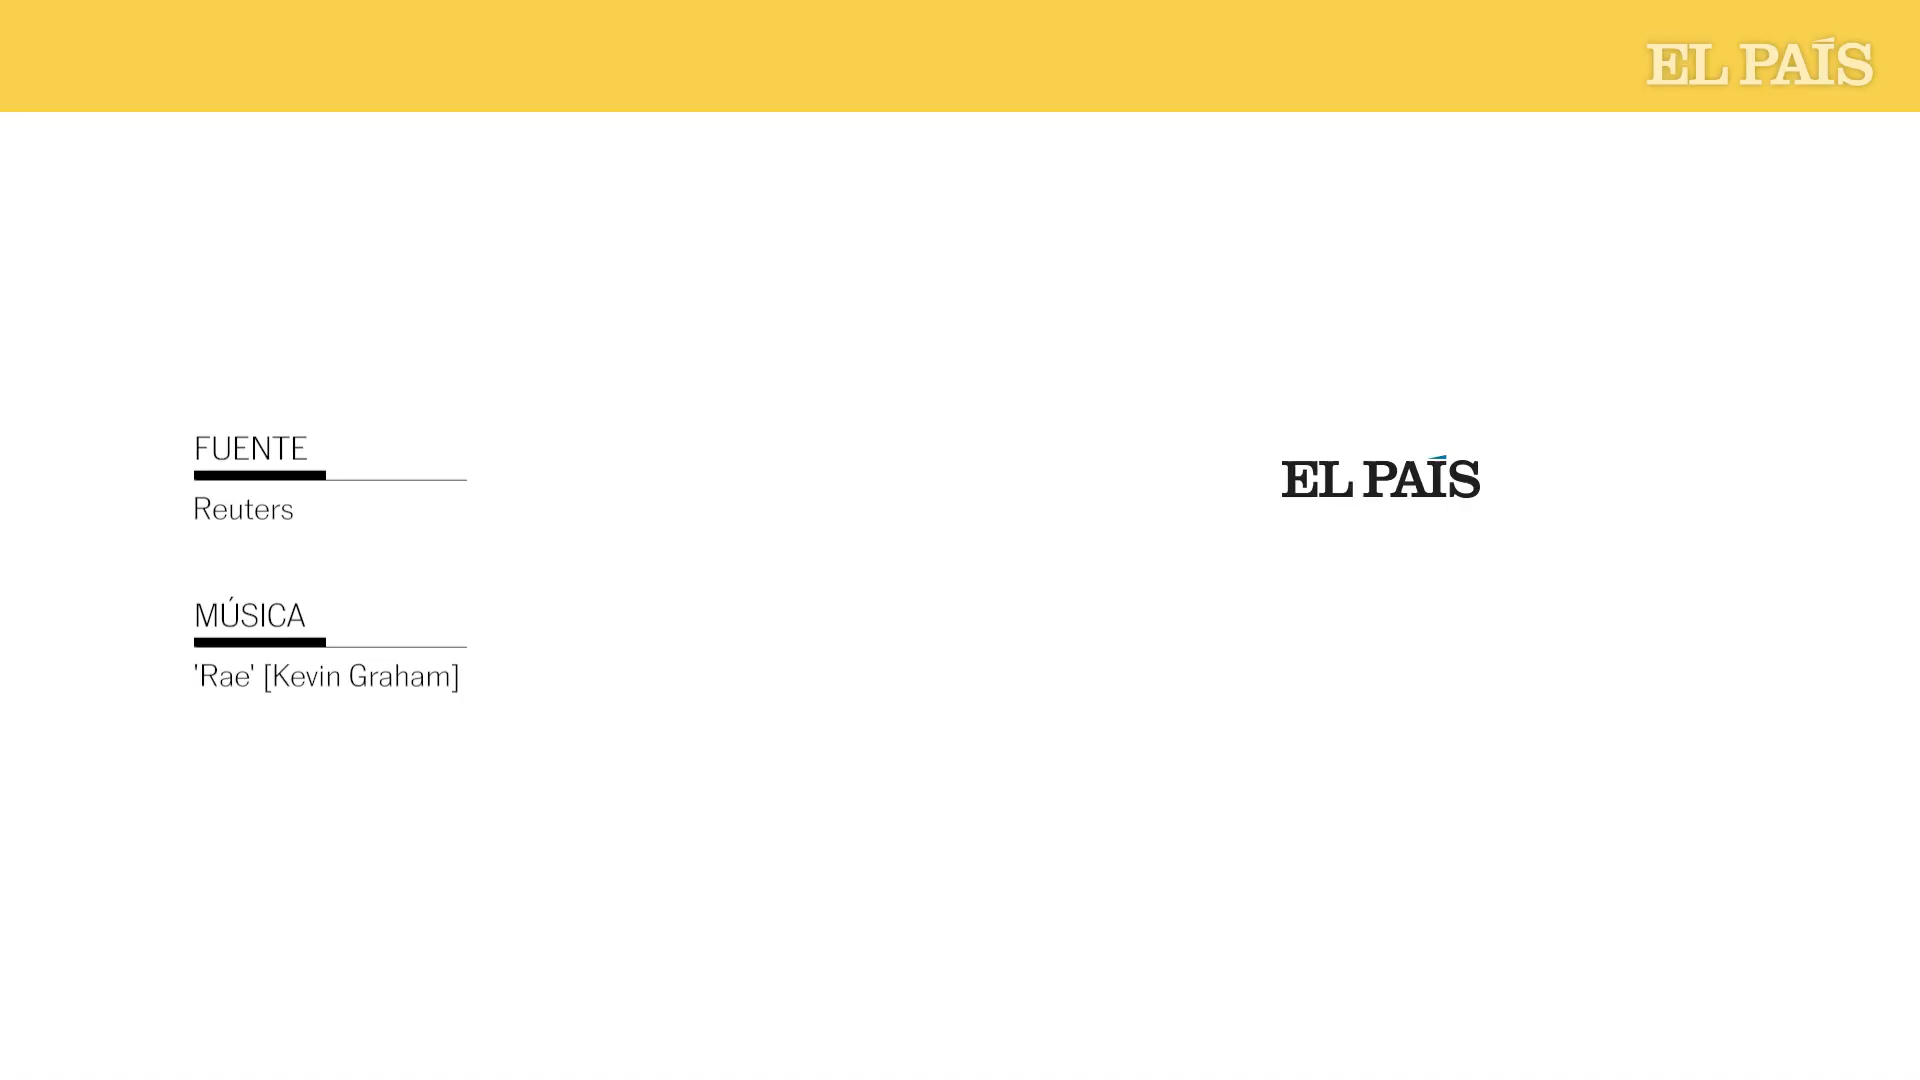 EL PAÍS
FUENTE
Reuters
EL PAÍS
MÚSICA
'Rae' [Kevin Graham]